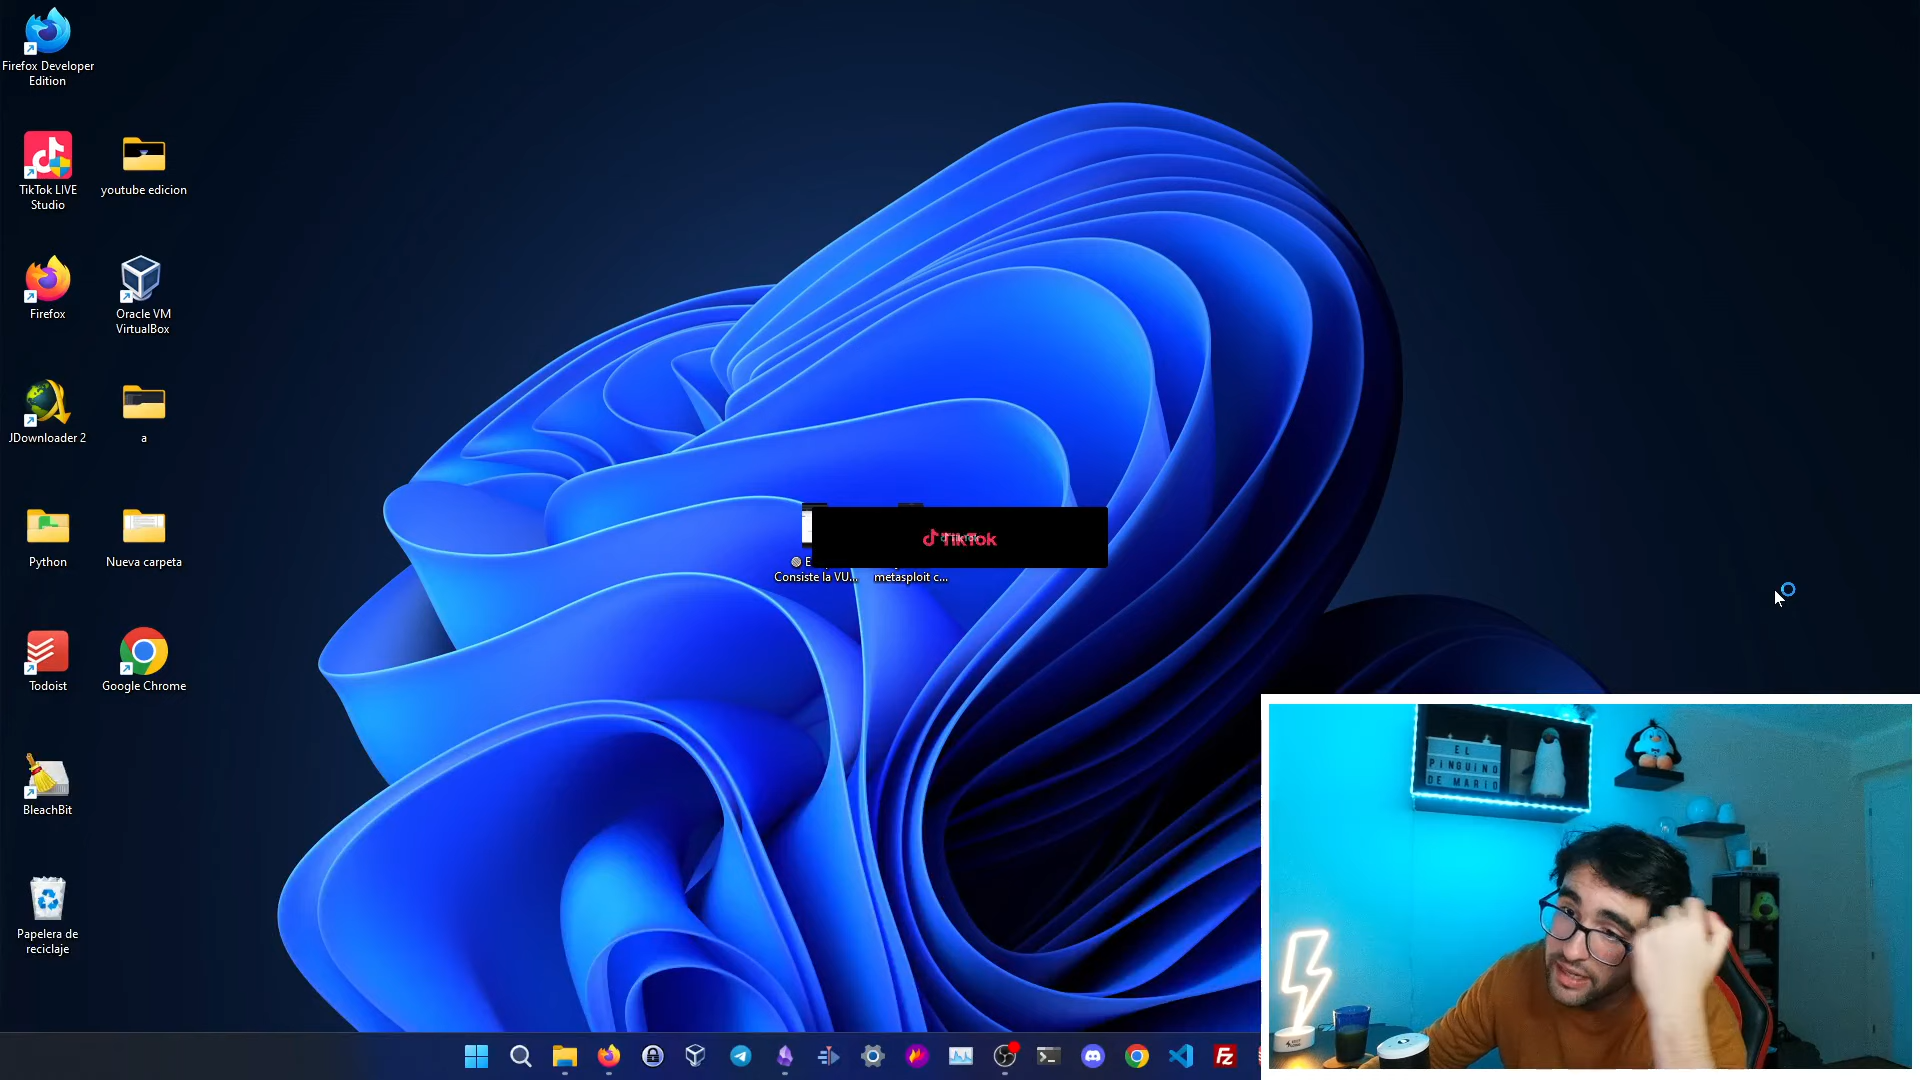 Firefox Developer
Edition
TikTok LIVE
Studio
youtube edicion
Firefox
Oracle VM
VirtualBox
JDownloader 2
a
Python
Nueva carpeta
Todoist
Google Chrome
BleachBit
Papelera de
reciclaje
TikTok
E
Consiste la VU...
metasploit c...
EL
PINGUINO
DE MARIO
Fz